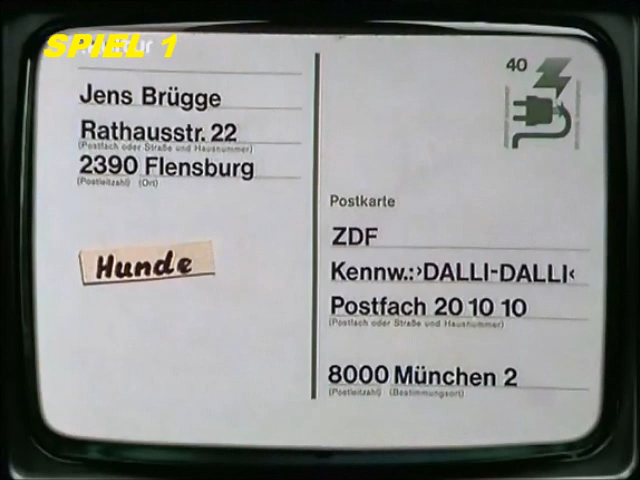 SPIEL 1
Jens Brügge
Rathausstr. 22
(Postfach oder Straße und Hausnummer)
2390 Flensburg
(Postleitzahl) (Ort)
Hunde
40
Postkarte
ZDF
Kennw.:›DALLI-DALLI‹
Postfach 20 10 10
(Postfach oder Straße und Hausnummer)
8000 München 2
(Postleitzahl) (Bestimmungsort)